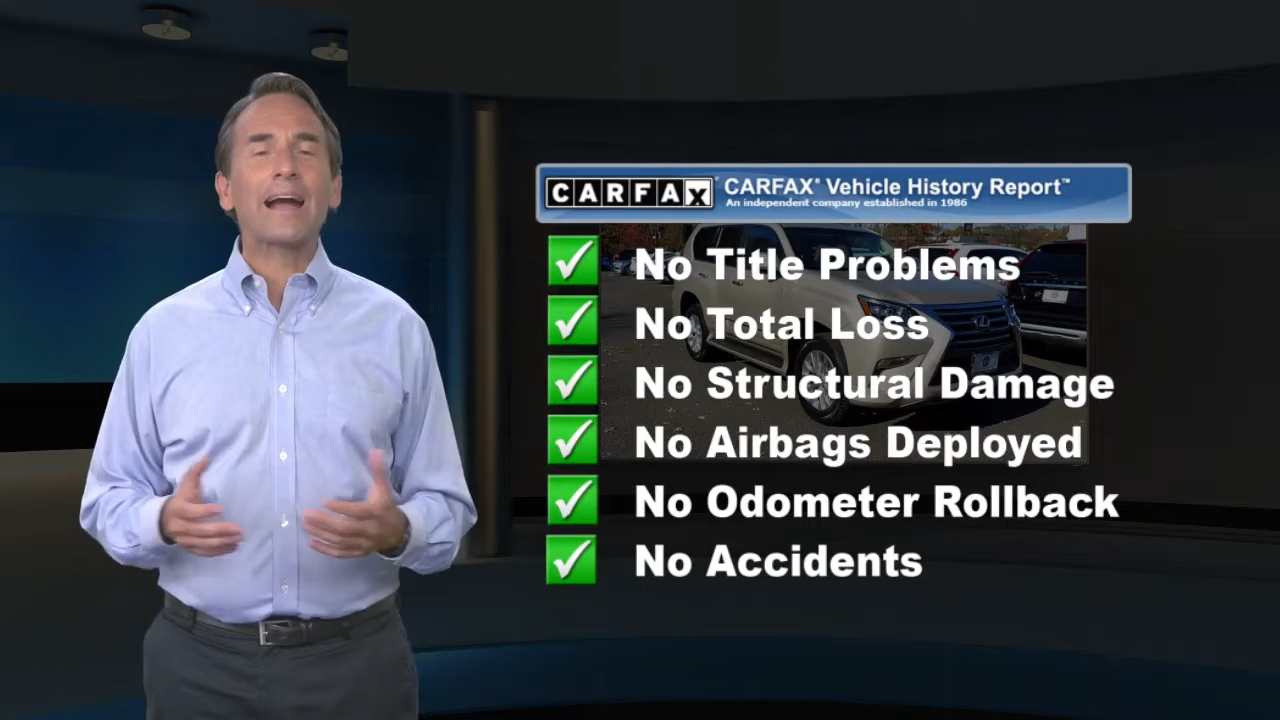 CARFAX
CARFAX® Vehicle History Report™
An independent company established in 1986
No Title Problems
No Total Loss
No Structural Damage
No Airbags Deployed
No Odometer Rollback
No Accidents